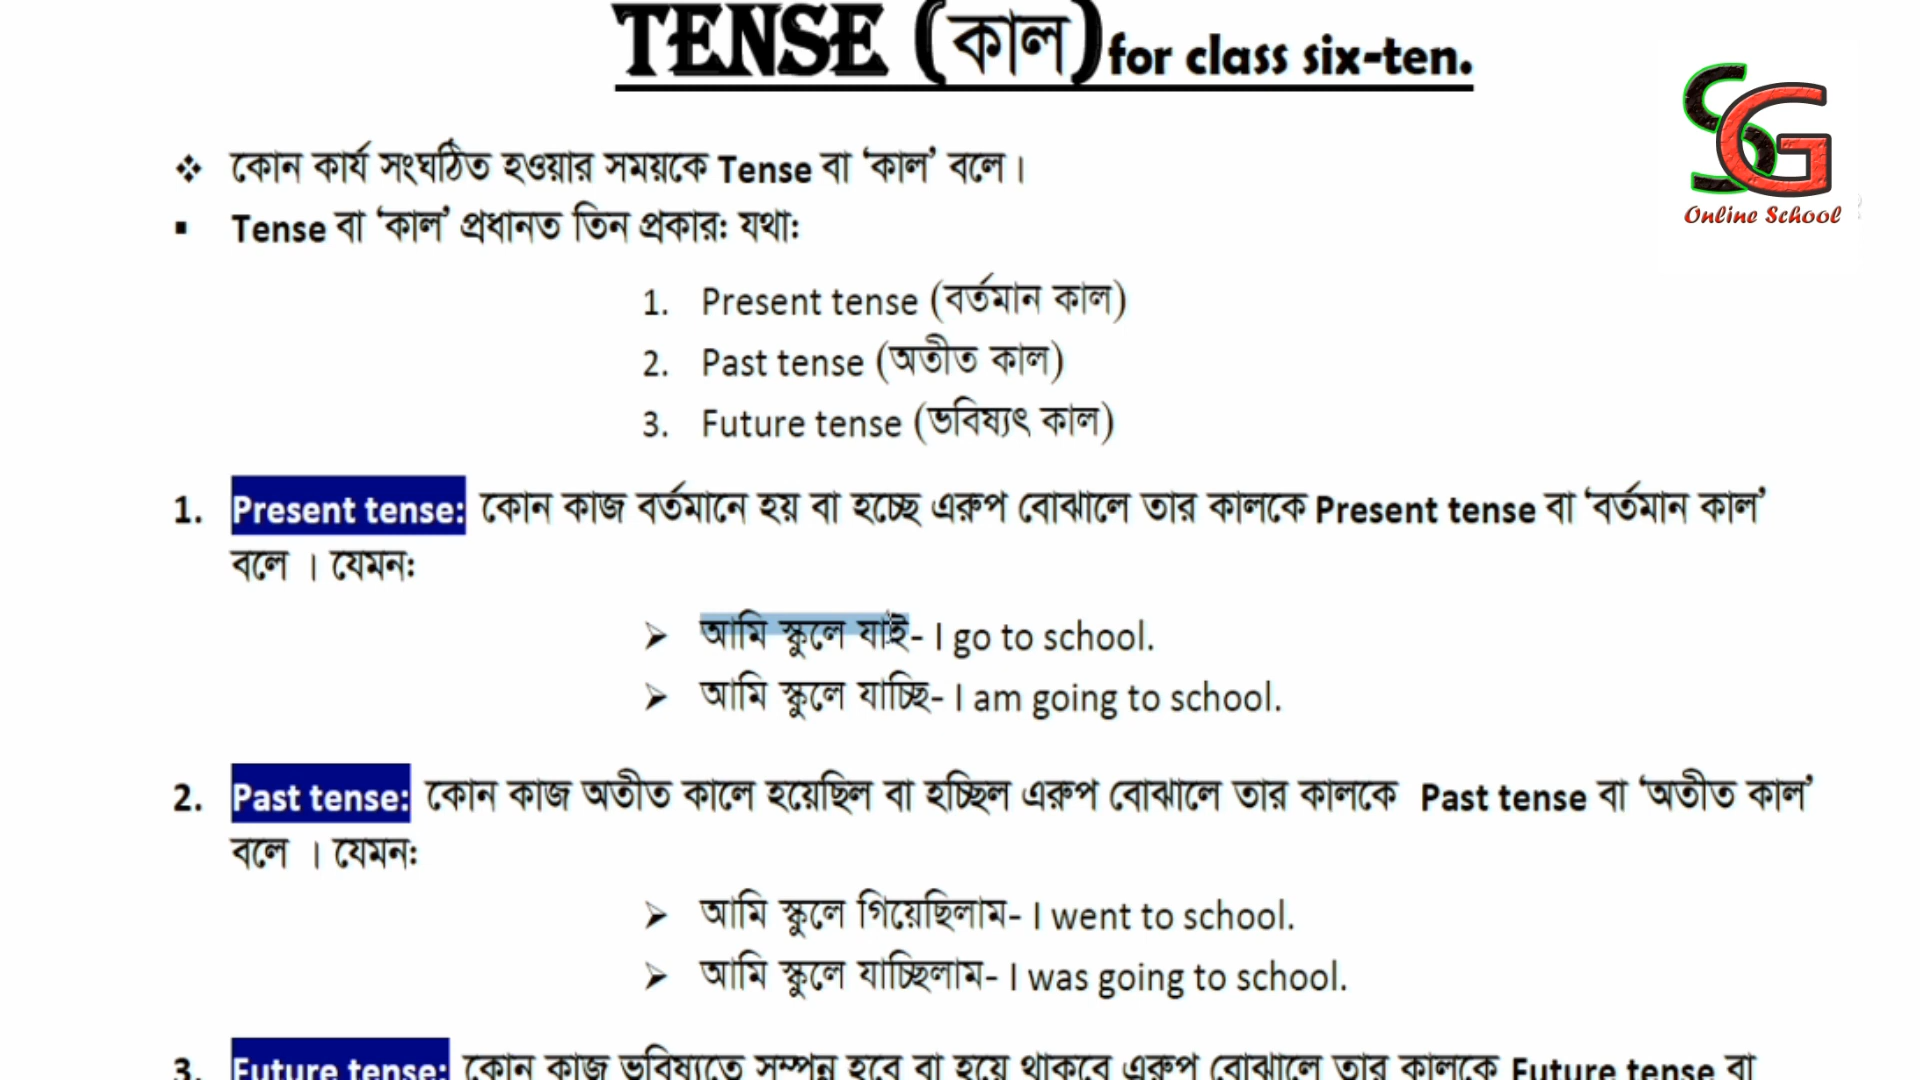 TENSE (কাল) for class six-ten.
SG
Online School
❖ কোন কার্য সংঘঠিত হওয়ার সময়কে Tense বা ‘কাল’ বলে।
▪ Tense বা ‘কাল’ প্রধানত তিন প্রকারঃ যথাঃ
1. Present tense (বর্তমান কাল)
2. Past tense (অতীত কাল)
3. Future tense (ভবিষ্যৎ কাল)
1. Present tense: কোন কাজ বর্তমানে হয় বা হচ্ছে এরুপ বোঝালে তার কালকে Present tense বা ‘বর্তমান কাল’
বলে । যেমনঃ
➢ আমি স্কুলে যাই- I go to school.
➢ আমি স্কুলে যাচ্ছি- I am going to school.
2. Past tense: কোন কাজ অতীত কালে হয়েছিল বা হচ্ছিল এরুপ বোঝালে তার কালকে Past tense বা ‘অতীত কাল’
বলে । যেমনঃ
➢ আমি স্কুলে গিয়েছিলাম- I went to school.
➢ আমি স্কুলে যাচ্ছিলাম- I was going to school.
3. Future tense: কোন কাজ ভবিষ্যতে সম্পন্ন হবে বা হয়ে থাকবে এরুপ বোঝালে তার কালকে Future tense বা